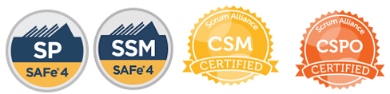 SP
SAFe® 4
SSM
SAFe® 4
Scrum Alliance
CSM
CERTIFIED
Scrum Alliance
CSPO
CERTIFIED